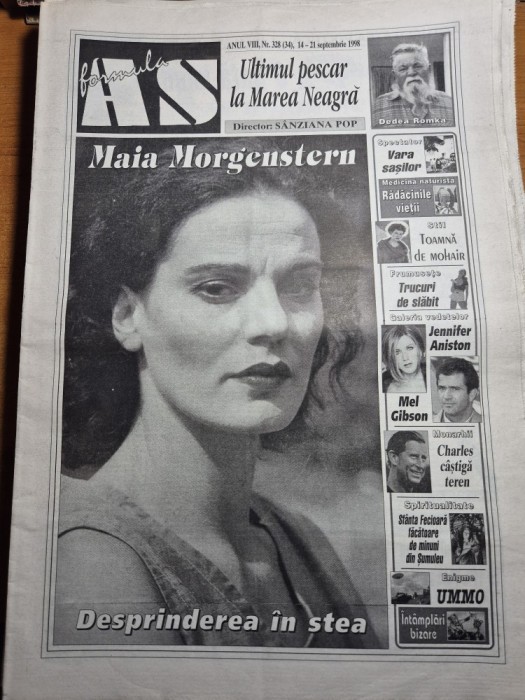 formula
AS
ANUL VIII, Nr. 328 (34), 14 – 21 septembrie 1998
Ultimul pescar
la Marea Neagră
Director: SÂNZIANA POP
Dedea Romka
Maia Morgenstern
Desprinderea în stea
Spectator
Vara
sașilor
Medicina naturistă
Rădăcinile
vieții
Stil
TOAMNĂ
DE MOHAIR
Frumusețe
Trucuri
de slăbit
Galeria vedetelor
Jennifer
Aniston
Mel
Gibson
Monarhii
Charles
câștigă
teren
Spiritualitate
Sfânta Fecioară
făcătoare
de minuni
din Șumuleu
Enigme
UMMO
Întâmplări
bizare